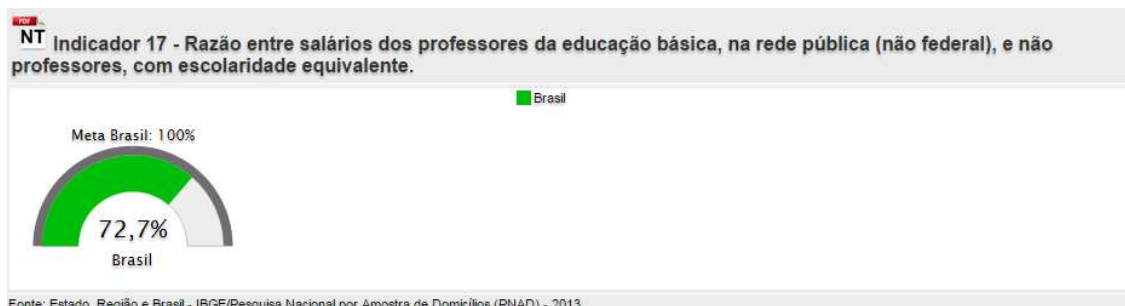 PDF
NT Indicador 17 - Razão entre salários dos professores da educação básica, na rede pública (não federal), e não
professores, com escolaridade equivalente.
Brasil
Meta Brasil: 100%
72,7%
Brasil
Fonte: Estado, Região e Brasil - IBGE/Pesquisa Nacional por Amostra de Domicílios (PNAD) - 2013